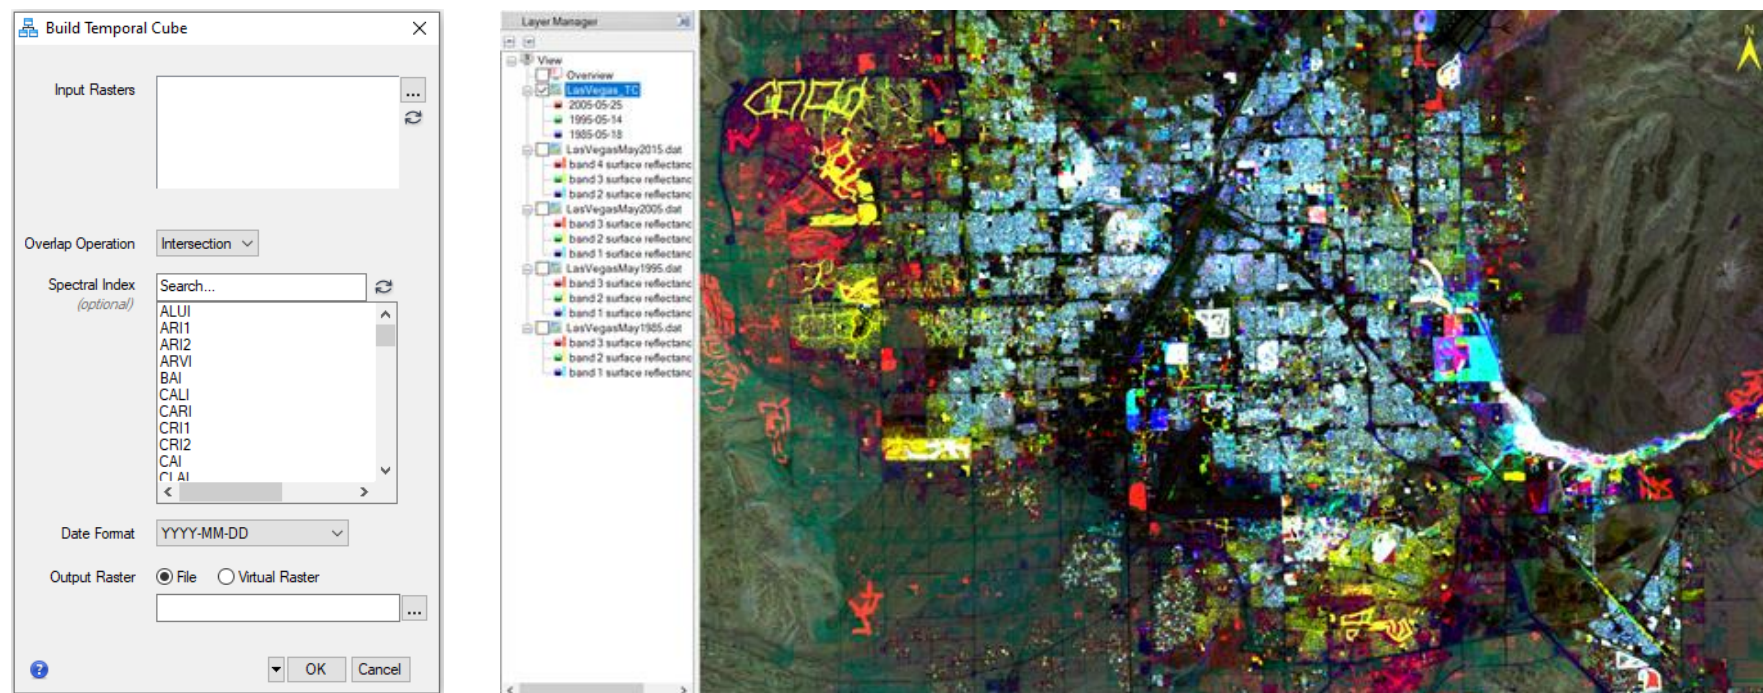 Build Temporal Cube
Input Rasters
...
Overlap Operation
Intersection
Spectral Index
Search...
(optional)
ALUI
ARI1
ARI2
ARVI
BAI
CALI
CARI
CRI1
CRI2
CAI
CLAI
Date Format
YYYY-MM-DD
Output Raster
File
Virtual Raster
...
?
OK
Cancel
Layer Manager
View
Overview
LasVegas_TC
2005-05-25
1995-05-14
1985-05-18
LasVegasMay2015.dat
band 4 surface reflectanc
band 3 surface reflectanc
band 2 surface reflectanc
LasVegasMay2005.dat
band 3 surface reflectanc
band 2 surface reflectanc
band 1 surface reflectanc
LasVegasMay1995.dat
band 3 surface reflectanc
band 2 surface reflectanc
band 1 surface reflectanc
LasVegasMay1985.dat
band 3 surface reflectanc
band 2 surface reflectanc
band 1 surface reflectanc
N